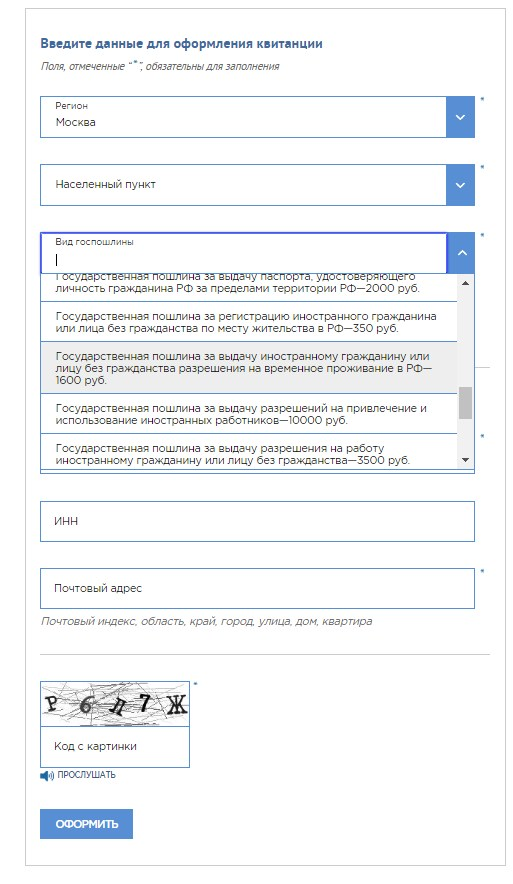 Введите данные для оформления квитанции
Поля, отмеченные "*", обязательны для заполнения
Регион
Москва
*
Населенный пункт
*
Вид госпошлины
*
Государственная пошлина за выдачу паспорта, удостоверяющего
личность гражданина РФ за пределами территории РФ—2000 руб.
Государственная пошлина за регистрацию иностранного гражданина
или лица без гражданства по месту жительства в РФ—350 руб.
Государственная пошлина за выдачу иностранному гражданину или
лицу без гражданства разрешения на временное проживание в РФ—
1600 руб.
Государственная пошлина за выдачу разрешений на привлечение и
использование иностранных работников—10000 руб.
Государственная пошлина за выдачу разрешения на работу
иностранному гражданину или лицу без гражданства—3500 руб.
*
ИНН
Почтовый адрес
*
Почтовый индекс, область, край, город, улица, дом, квартира
Р6Л7Ж
*
Код с картинки
ПРОСЛУШАТЬ
ОФОРМИТЬ